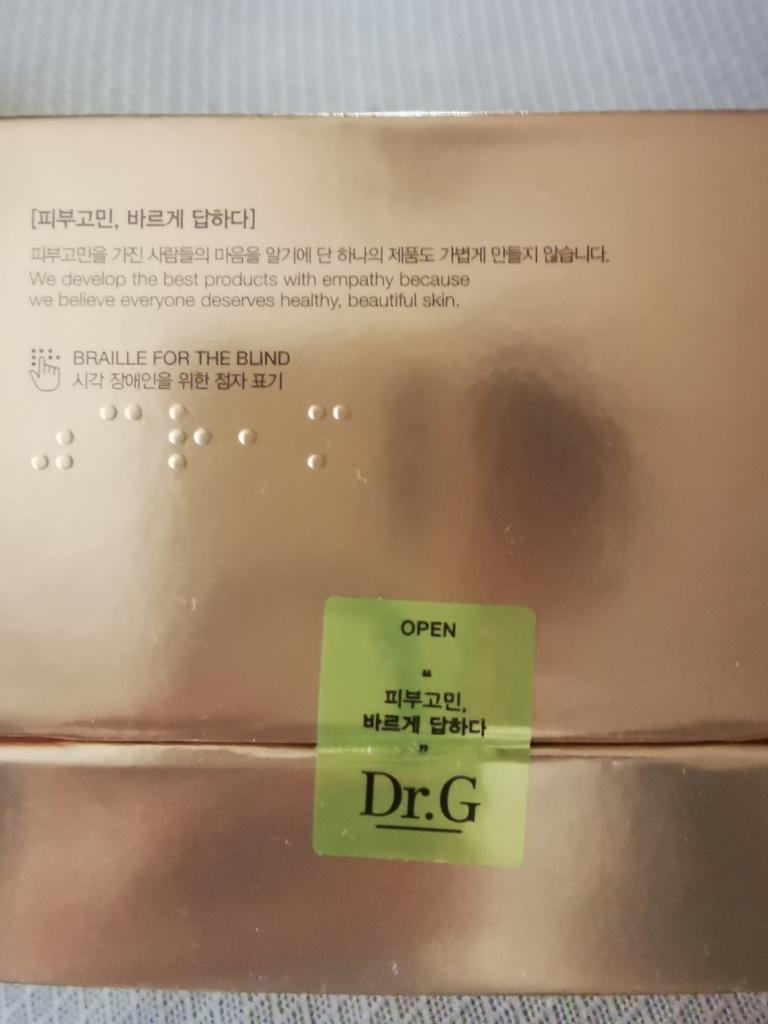 [피부고민, 바르게 답하다]
피부고민을 가진 사람들의 마음을 알기에 단 하나의 제품도 가볍게 만들지 않습니다.
We develop the best products with empathy because
we believe everyone deserves healthy, beautiful skin.
BRAILLE FOR THE BLIND
시각 장애인을 위한 점자 표기
OPEN
“
피부고민,
바르게 답하다
”
Dr.G